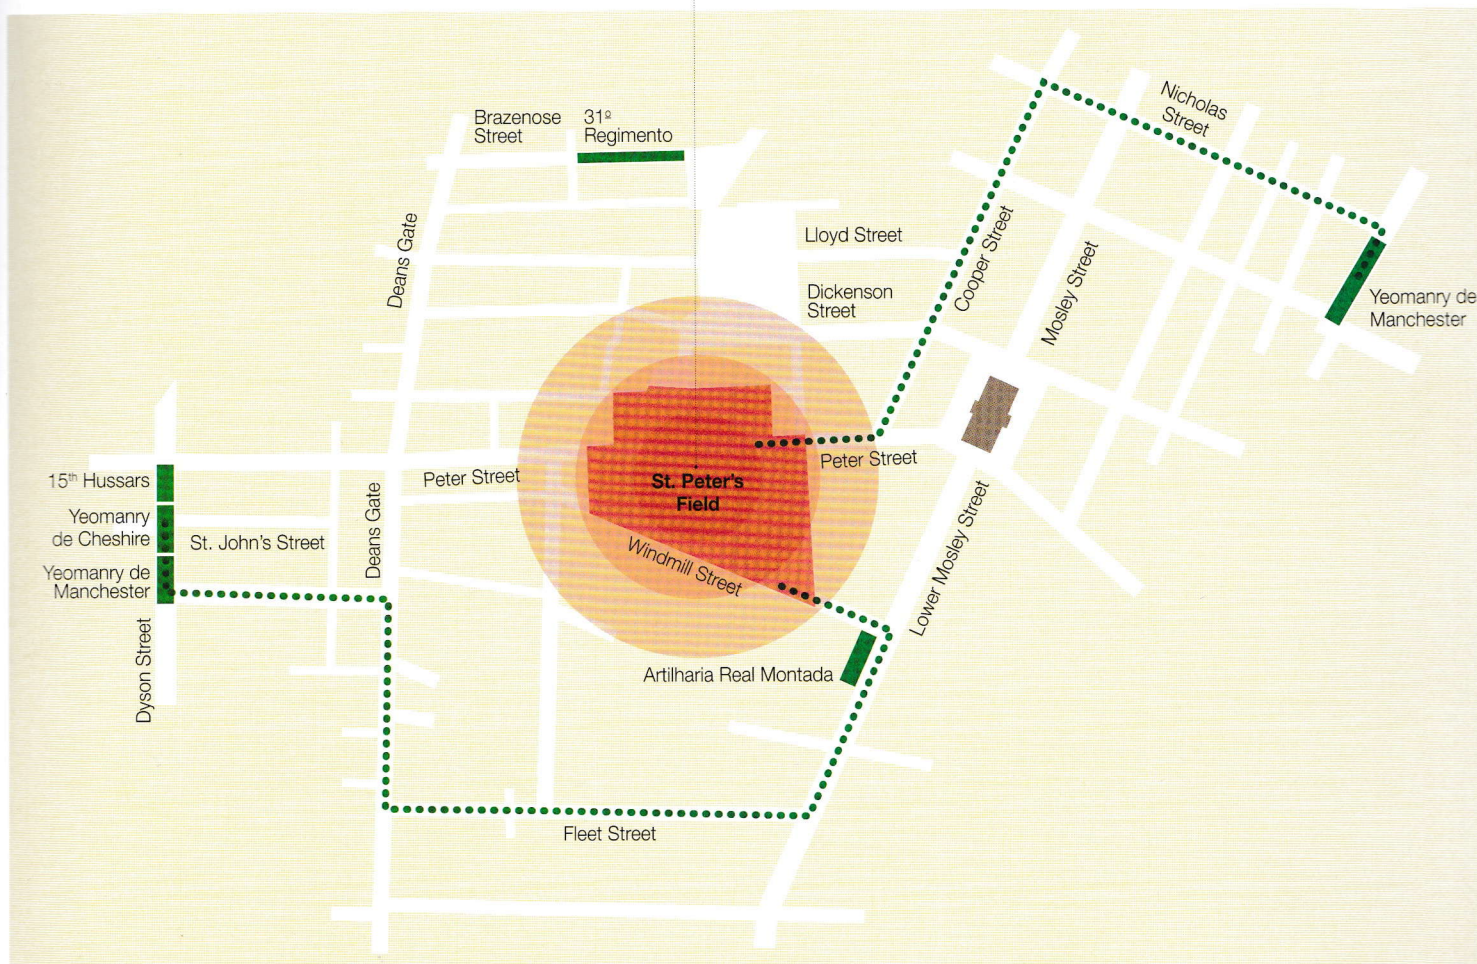 Brazenose
Street
31º
Regimento
Nicholas
Street
Deans Gate
Lloyd Street
Cooper Street
Dickenson
Street
Mosley Street
Yeomanry de
Manchester
Peter Street
Peter Street
15th Hussars
St. Peter's
Field
Yeomanry
de Cheshire
St. John's Street
Deans Gate
Windmill Street
Lower Mosley Street
Yeomanry de
Manchester
Dyson Street
Artilharia Real Montada
Fleet Street